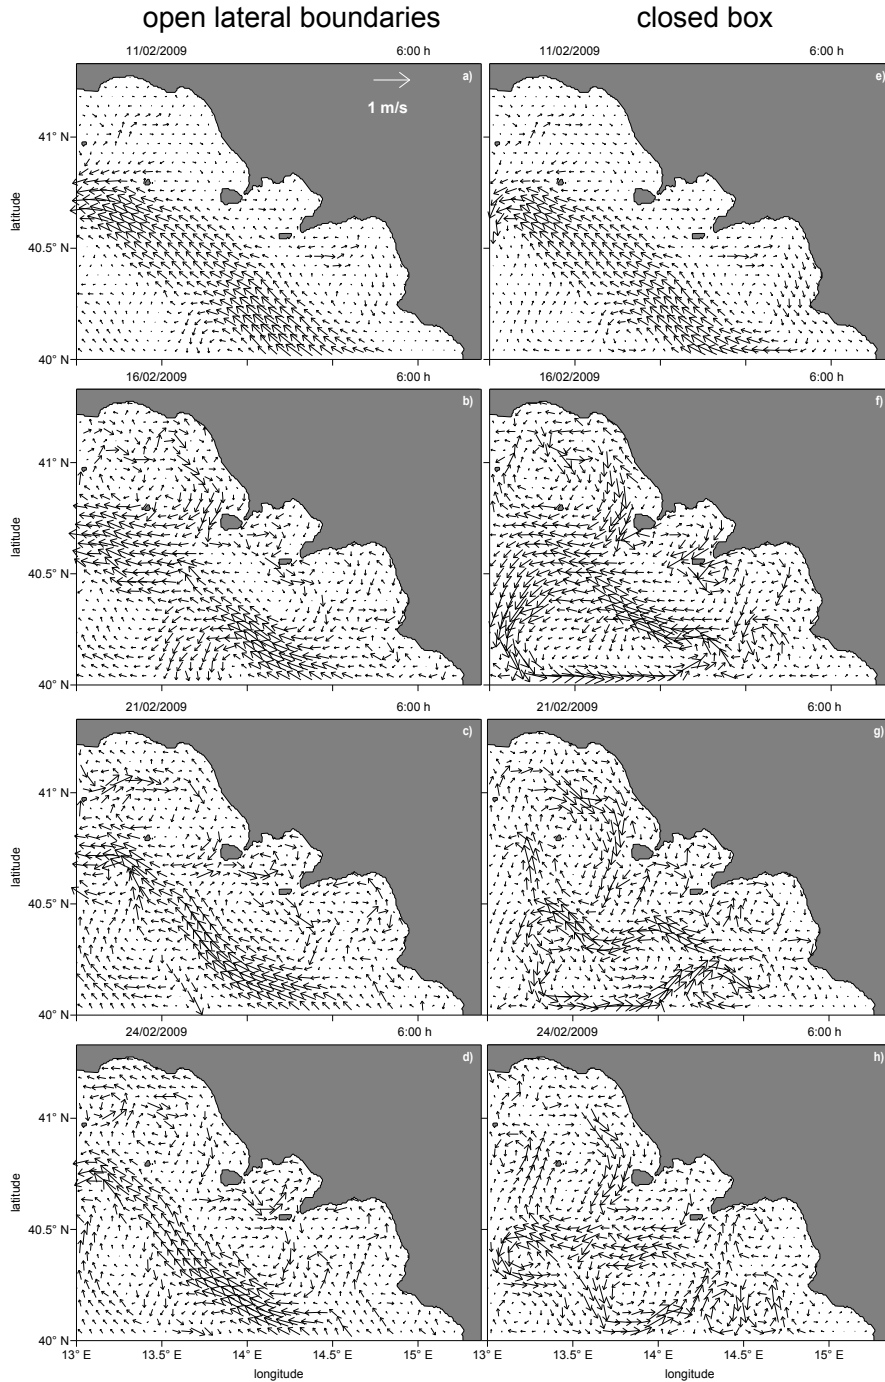 open lateral boundaries closed box
11/02/2009 6:00 h 11/02/2009 6:00 h
a) e)
1 m/s
41° N
latitude
40.5° N
40° N
16/02/2009 6:00 h 16/02/2009 6:00 h
b) f)
41° N
latitude
40.5° N
40° N
21/02/2009 6:00 h 21/02/2009 6:00 h
c) g)
41° N
latitude
40.5° N
40° N
24/02/2009 6:00 h 24/02/2009 6:00 h
d) h)
41° N
latitude
40.5° N
40° N
13° E 13.5° E 14° E 14.5° E 15° E 13° E 13.5° E 14° E 14.5° E 15° E
longitude longitude